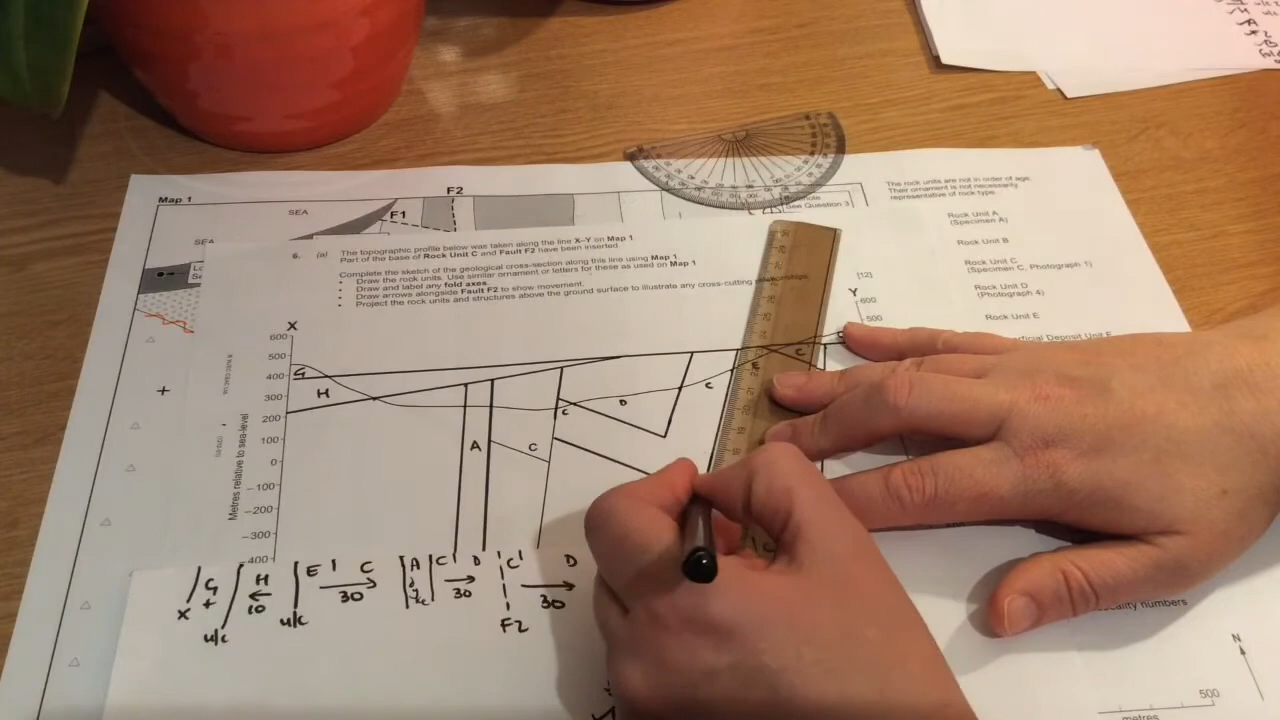 F2
Map 1
SEA
F1
SEA
See Question 3
The rock units are not in order of age.
Their ornament is not necessarily
representative of rock type.
Rock Unit A
(Specimen A)
Rock Unit B
Rock Unit C
(Specimen C, Photograph 1)
Rock Unit D
(Photograph 4)
Rock Unit E
6. (a) The topographic profile below was taken along the line X–Y on Map 1
Part of the base of Rock Unit C and Fault F2 have been inserted.
Complete the sketch of the geological cross-section along this line using Map 1
• Draw the rock units. Use similar ornament or letters for these as used on Map 1
• Draw and label any fold axes.
• Draw arrows alongside Fault F2 to show movement.
• Project the rock units and structures above the ground surface to illustrate any cross-cutting relationships.
[12]
X
Y
600
500
600
500
400
300
200
100
0
–100
–200
–300
400
Metres relative to sea-level
G
H
A
C
C
D
C
C
X G H E C A C D C D
10 30 30 30
u/c u/c F2
N
500
metres